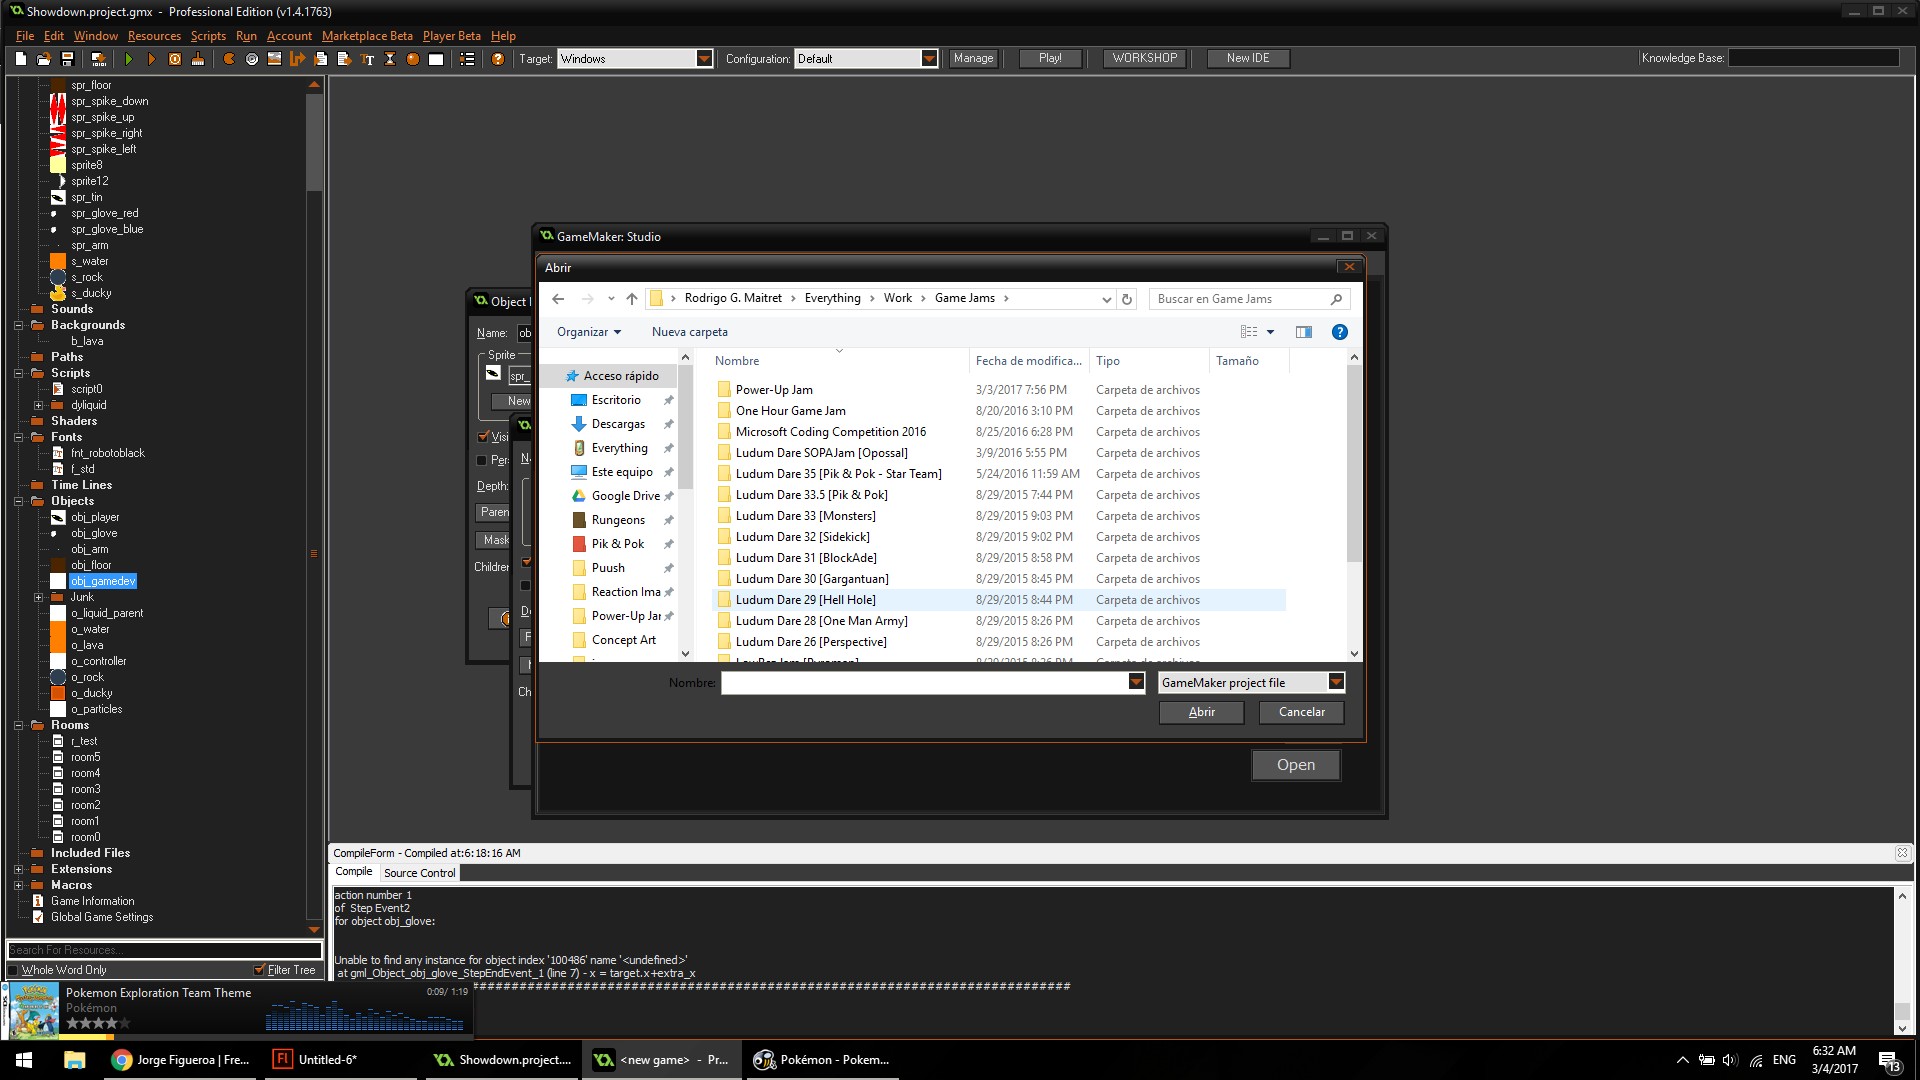 Showdown.project.gmx - Professional Edition (v1.4.1763)
File Edit Window Resources Scripts Run Account Marketplace Beta Player Beta Help
Target: Windows Configuration: Default Manage Play! WORKSHOP New IDE Knowledge Base:
spr_floor
spr_spike_down
spr_spike_up
spr_spike_right
spr_spike_left
sprite8
sprite12
spr_tin
spr_glove_red
spr_glove_blue
spr_arm
s_water
s_rock
s_ducky
Sounds
Backgrounds
b_lava
Paths
Scripts
script0
dyliquid
Shaders
Fonts
fnt_robotoblack
f_std
Time Lines
Objects
obj_player
obj_glove
obj_arm
obj_floor
obj_gamedev
Junk
o_liquid_parent
o_water
o_lava
o_controller
o_rock
o_ducky
o_particles
Rooms
r_test
room5
room4
room3
room2
room1
room0
Included Files
Extensions
Macros
Game Information
Global Game Settings
Search For Resources...
Whole Word Only Filter Tree
Object
Name: ob
Sprite
spr_
New
Visi
Per
Depth:
Paren
Mask
Children
GameMaker: Studio
Abrir
Rodrigo G. Maitret Everything Work Game Jams
Buscar en Game Jams
Organizar Nueva carpeta
Acceso rápido
Escritorio
Descargas
Everything
Este equipo
Google Drive
Rungeons
Pik & Pok
Puush
Reaction Ima
Power-Up Jar
Concept Art
Nombre Fecha de modifica... Tipo Tamaño
Power-Up Jam 3/3/2017 7:56 PM Carpeta de archivos
One Hour Game Jam 8/20/2016 3:10 PM Carpeta de archivos
Microsoft Coding Competition 2016 8/25/2016 6:28 PM Carpeta de archivos
Ludum Dare SOPAJam [Opossal] 3/9/2016 5:55 PM Carpeta de archivos
Ludum Dare 35 [Pik & Pok - Star Team] 5/24/2016 11:59 AM Carpeta de archivos
Ludum Dare 33.5 [Pik & Pok] 8/29/2015 7:44 PM Carpeta de archivos
Ludum Dare 33 [Monsters] 8/29/2015 9:03 PM Carpeta de archivos
Ludum Dare 32 [Sidekick] 8/29/2015 9:02 PM Carpeta de archivos
Ludum Dare 31 [BlockAde] 8/29/2015 8:58 PM Carpeta de archivos
Ludum Dare 30 [Gargantuan] 8/29/2015 8:45 PM Carpeta de archivos
Ludum Dare 29 [Hell Hole] 8/29/2015 8:44 PM Carpeta de archivos
Ludum Dare 28 [One Man Army] 8/29/2015 8:26 PM Carpeta de archivos
Ludum Dare 26 [Perspective] 8/29/2015 8:26 PM Carpeta de archivos
Nombre: GameMaker project file
Abrir Cancelar
Open
CompileForm - Compiled at:6:18:16 AM
Compile Source Control
action number 1
of Step Event2
for object obj_glove:
Unable to find any instance for object index '100486' name '<undefined>'
at gml_Object_obj_glove_StepEndEvent_1 (line 7) - x = target.x+extra_x
Pokemon Exploration Team Theme 0:09/ 1:19
Pokémon
Jorge Figueroa | Fre... Untitled-6* Showdown.project.... <new game> - Pr... Pokémon - Pokem...
ENG 6:32 AM
3/4/2017
13